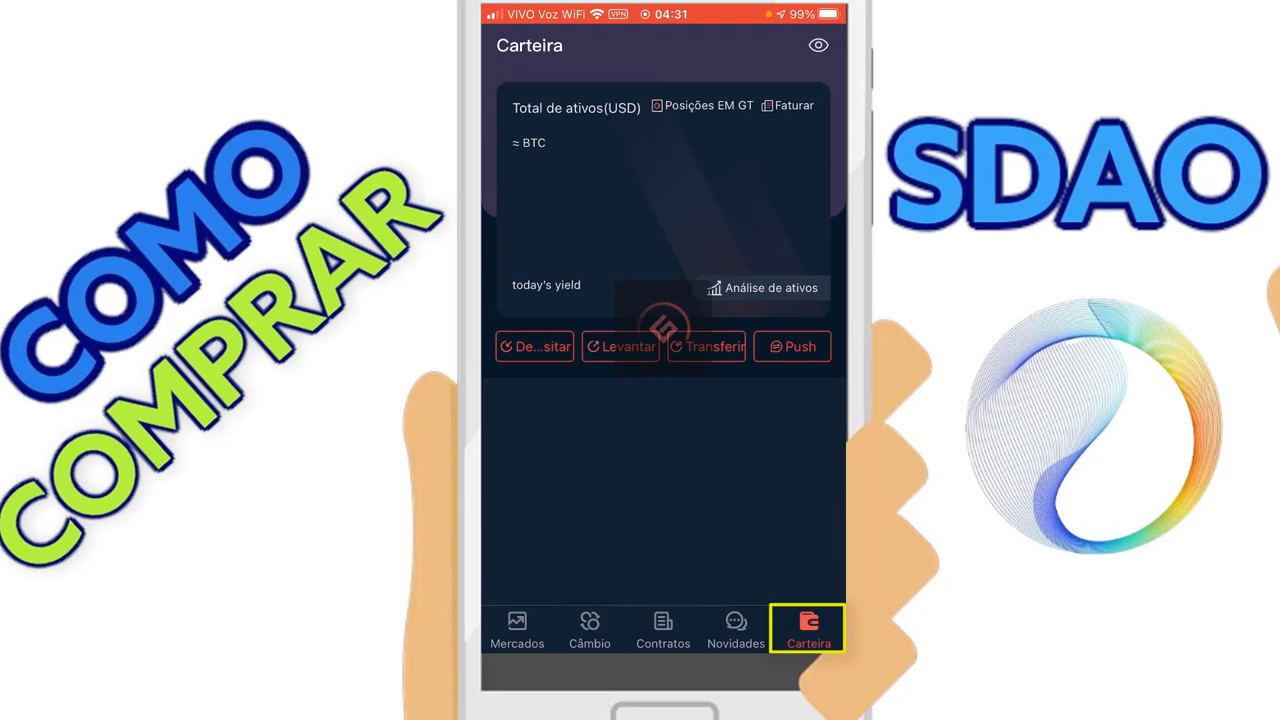 COMO
COMPRAR
SDAO
VIVO Voz WiFi VPN 04:31 99%
Carteira
Total de ativos(USD) Posições EM GT Faturar
≈ BTC
today's yield Análise de ativos
De...sitar Levantar Transferir Push
Mercados Câmbio Contratos Novidades Carteira